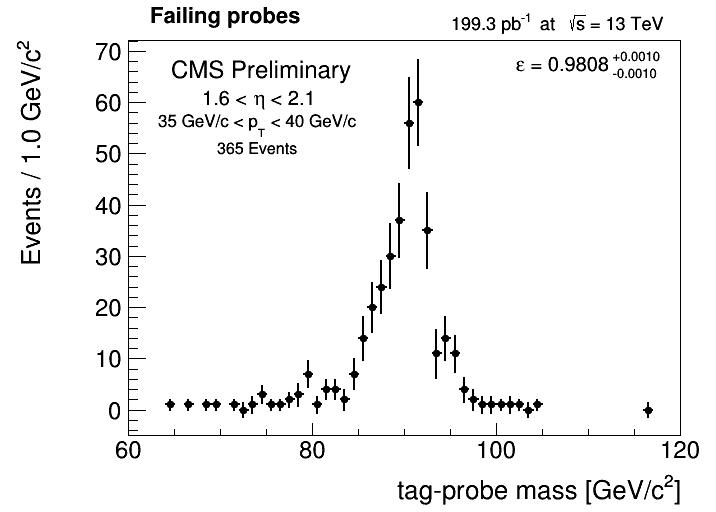 Failing probes
199.3 pb⁻¹ at √s = 13 TeV
CMS Preliminary
1.6 < η < 2.1
35 GeV/c < p_T < 40 GeV/c
365 Events
ε = 0.9808 +0.0010 -0.0010
Events / 1.0 GeV/c²
70
60
50
40
30
20
10
0
60 80 100 120
tag-probe mass [GeV/c²]